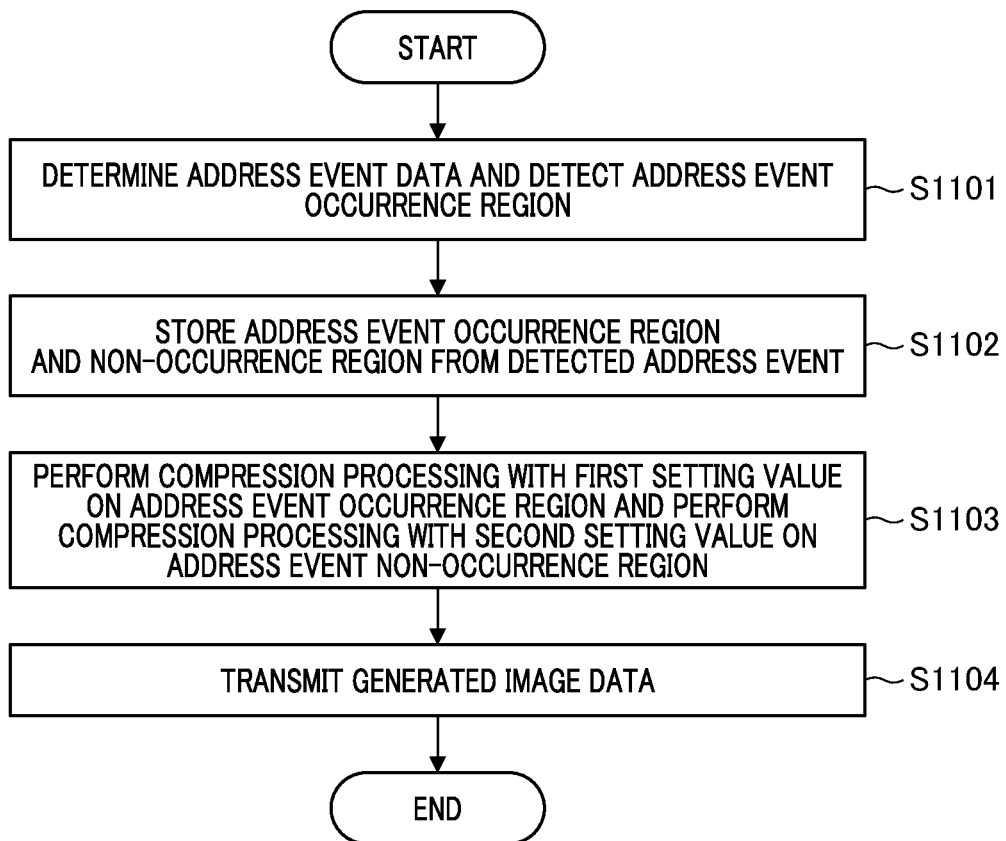 START
DETERMINE ADDRESS EVENT DATA AND DETECT ADDRESS EVENT
OCCURRENCE REGION
S1101
STORE ADDRESS EVENT OCCURRENCE REGION
AND NON-OCCURRENCE REGION FROM DETECTED ADDRESS EVENT
S1102
PERFORM COMPRESSION PROCESSING WITH FIRST SETTING VALUE
ON ADDRESS EVENT OCCURRENCE REGION AND PERFORM
COMPRESSION PROCESSING WITH SECOND SETTING VALUE ON
ADDRESS EVENT NON-OCCURRENCE REGION
S1103
TRANSMIT GENERATED IMAGE DATA
S1104
END